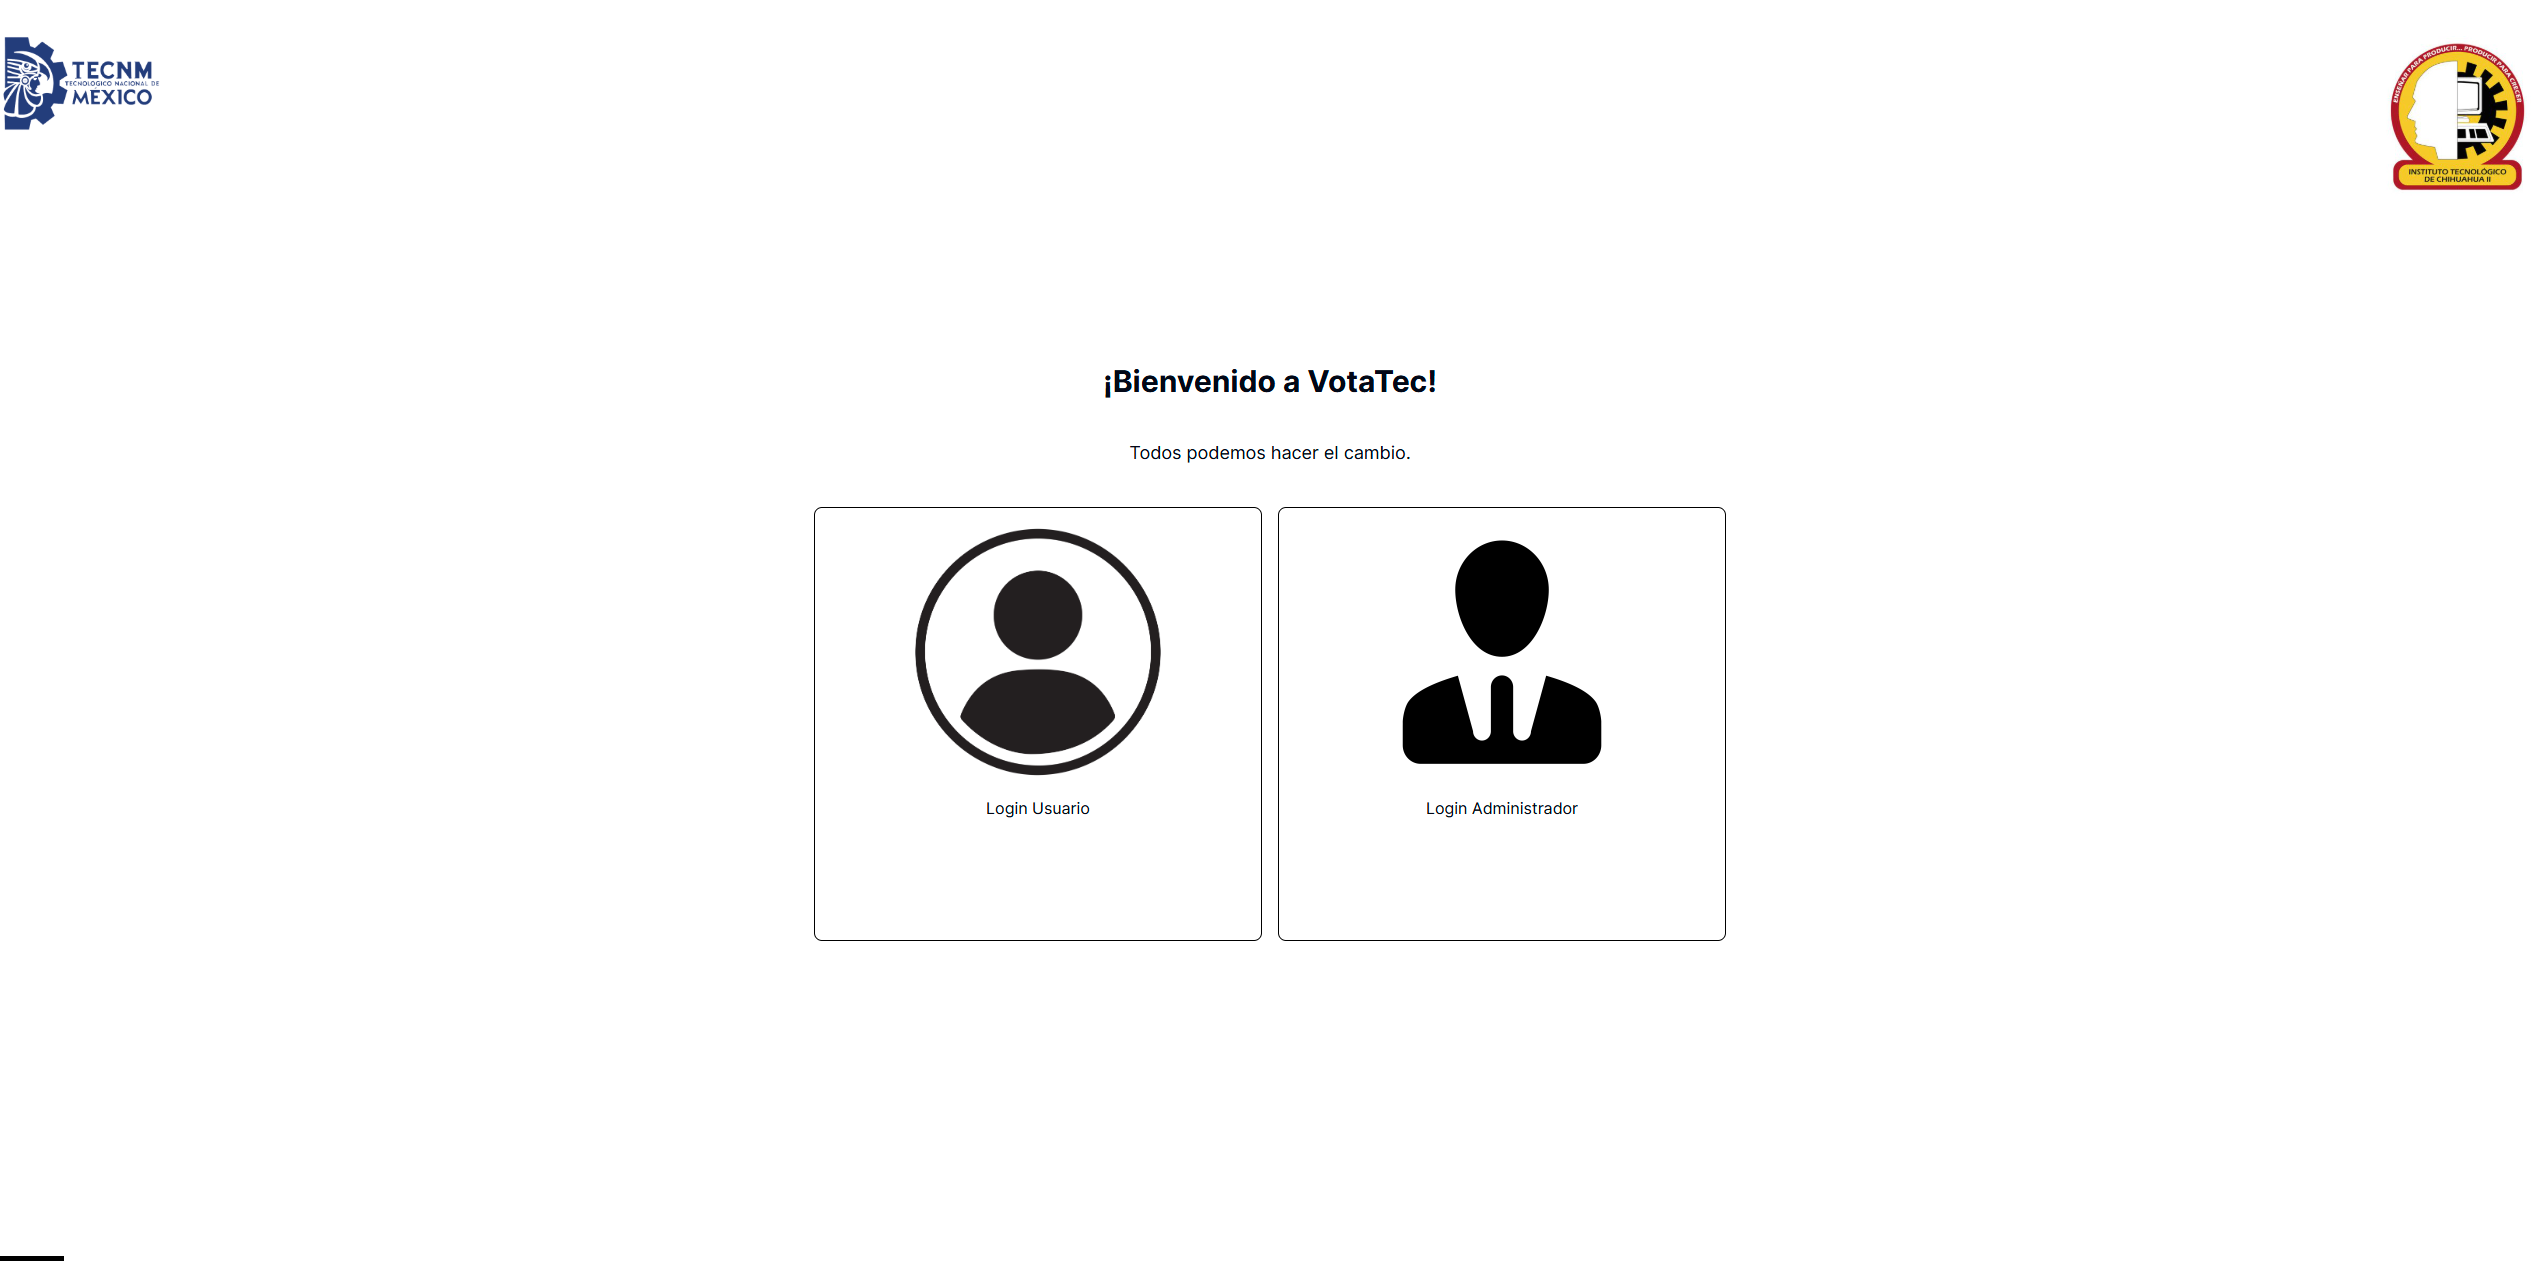 TECNM
TECNOLÓGICO NACIONAL DE
MÉXICO
ENSEÑAR PARA PRODUCIR... PRODUCIR PARA CRECER
INSTITUTO TECNOLÓGICO
DE CHIHUAHUA II
¡Bienvenido a VotaTec!
Todos podemos hacer el cambio.
Login Usuario
Login Administrador